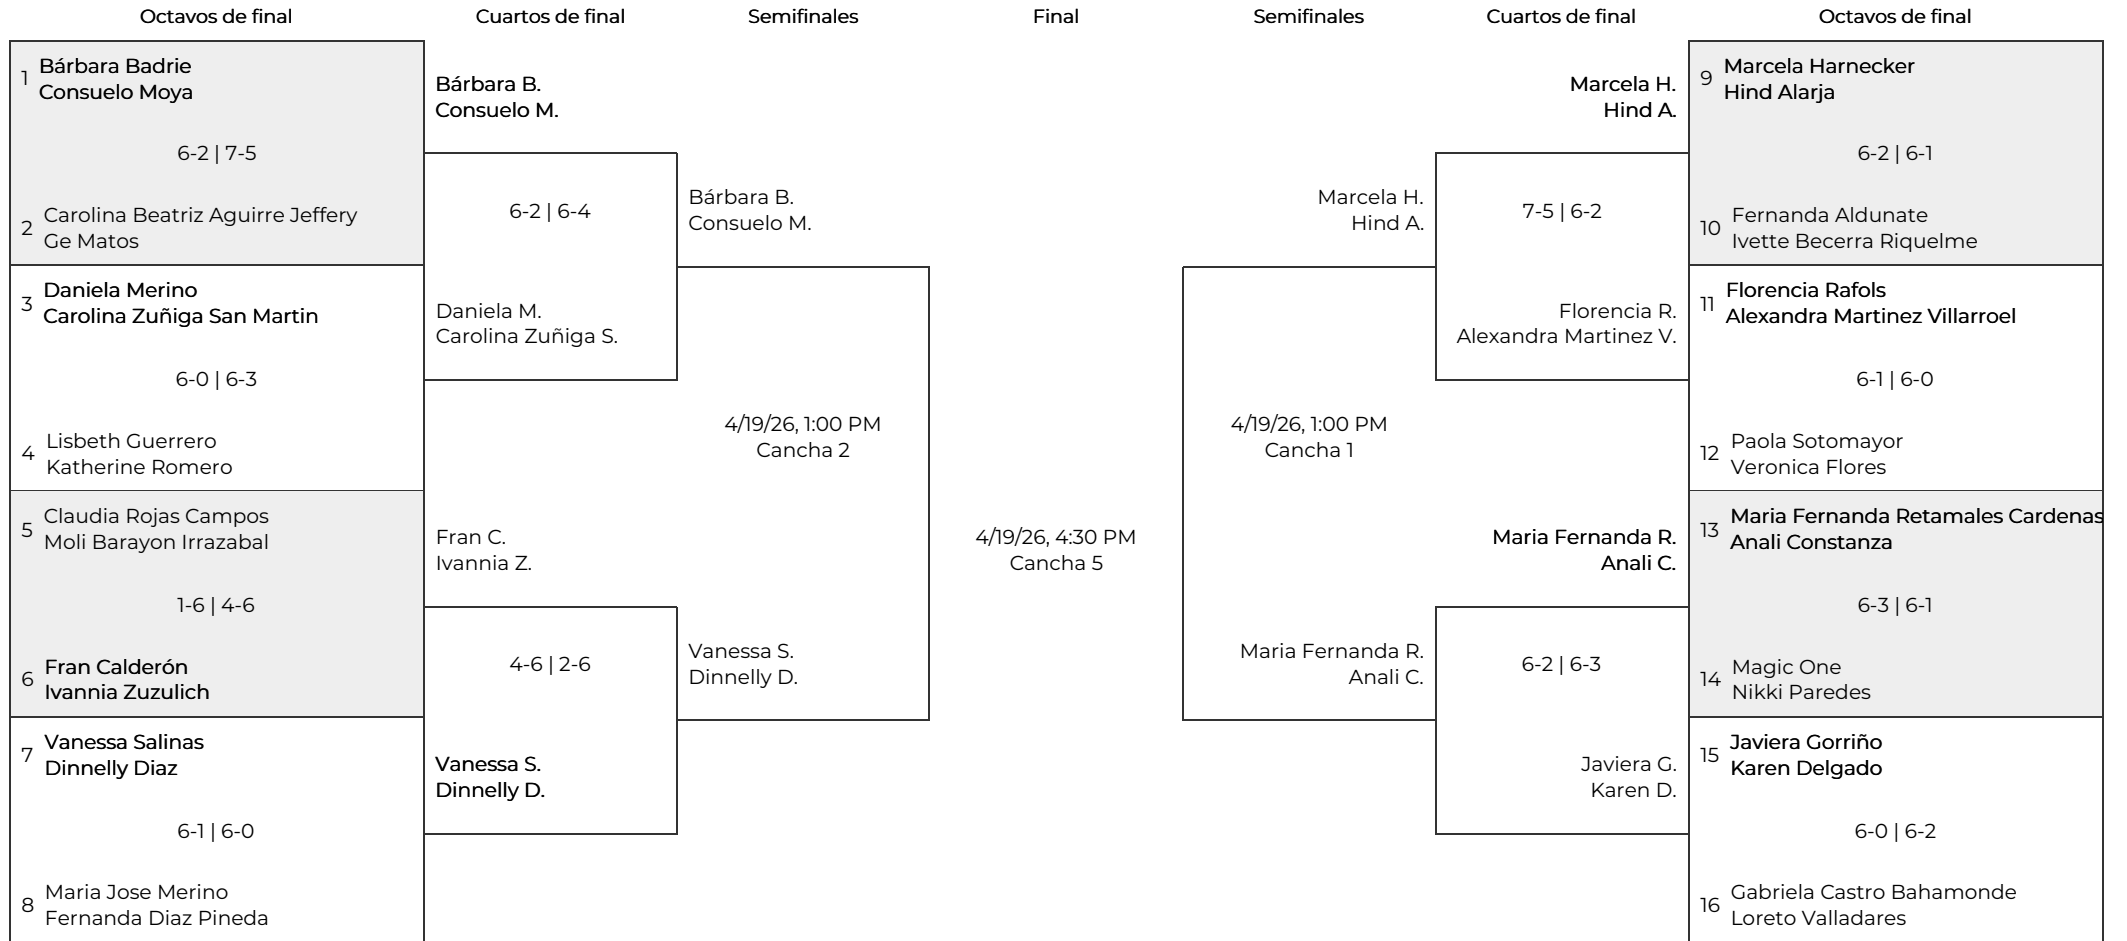 Octavos de final
Cuartos de final
Semifinales
Final
Semifinales
Cuartos de final
Octavos de final
1
Bárbara Badrie
Consuelo Moya
6-2 | 7-5
2
Carolina Beatriz Aguirre Jeffery
Ge Matos
3
Daniela Merino
Carolina Zuñiga San Martin
6-0 | 6-3
4
Lisbeth Guerrero
Katherine Romero
5
Claudia Rojas Campos
Moli Barayon Irrazabal
1-6 | 4-6
6
Fran Calderón
Ivannia Zuzulich
7
Vanessa Salinas
Dinnelly Diaz
6-1 | 6-0
8
Maria Jose Merino
Fernanda Diaz Pineda
Bárbara B.
Consuelo M.
6-2 | 6-4
Daniela M.
Carolina Zuñiga S.
Fran C.
Ivannia Z.
4-6 | 2-6
Vanessa S.
Dinnelly D.
Bárbara B.
Consuelo M.
4/19/26, 1:00 PM
Cancha 2
Vanessa S.
Dinnelly D.
4/19/26, 4:30 PM
Cancha 5
Marcela H.
Hind A.
4/19/26, 1:00 PM
Cancha 1
Maria Fernanda R.
Anali C.
Marcela H.
Hind A.
7-5 | 6-2
Florencia R.
Alexandra Martinez V.
Maria Fernanda R.
Anali C.
6-2 | 6-3
Javiera G.
Karen D.
9
Marcela Harnecker
Hind Alarja
6-2 | 6-1
10
Fernanda Aldunate
Ivette Becerra Riquelme
11
Florencia Rafols
Alexandra Martinez Villarroel
6-1 | 6-0
12
Paola Sotomayor
Veronica Flores
13
Maria Fernanda Retamales Cardenas
Anali Constanza
6-3 | 6-1
14
Magic One
Nikki Paredes
15
Javiera Gorriño
Karen Delgado
6-0 | 6-2
16
Gabriela Castro Bahamonde
Loreto Valladares